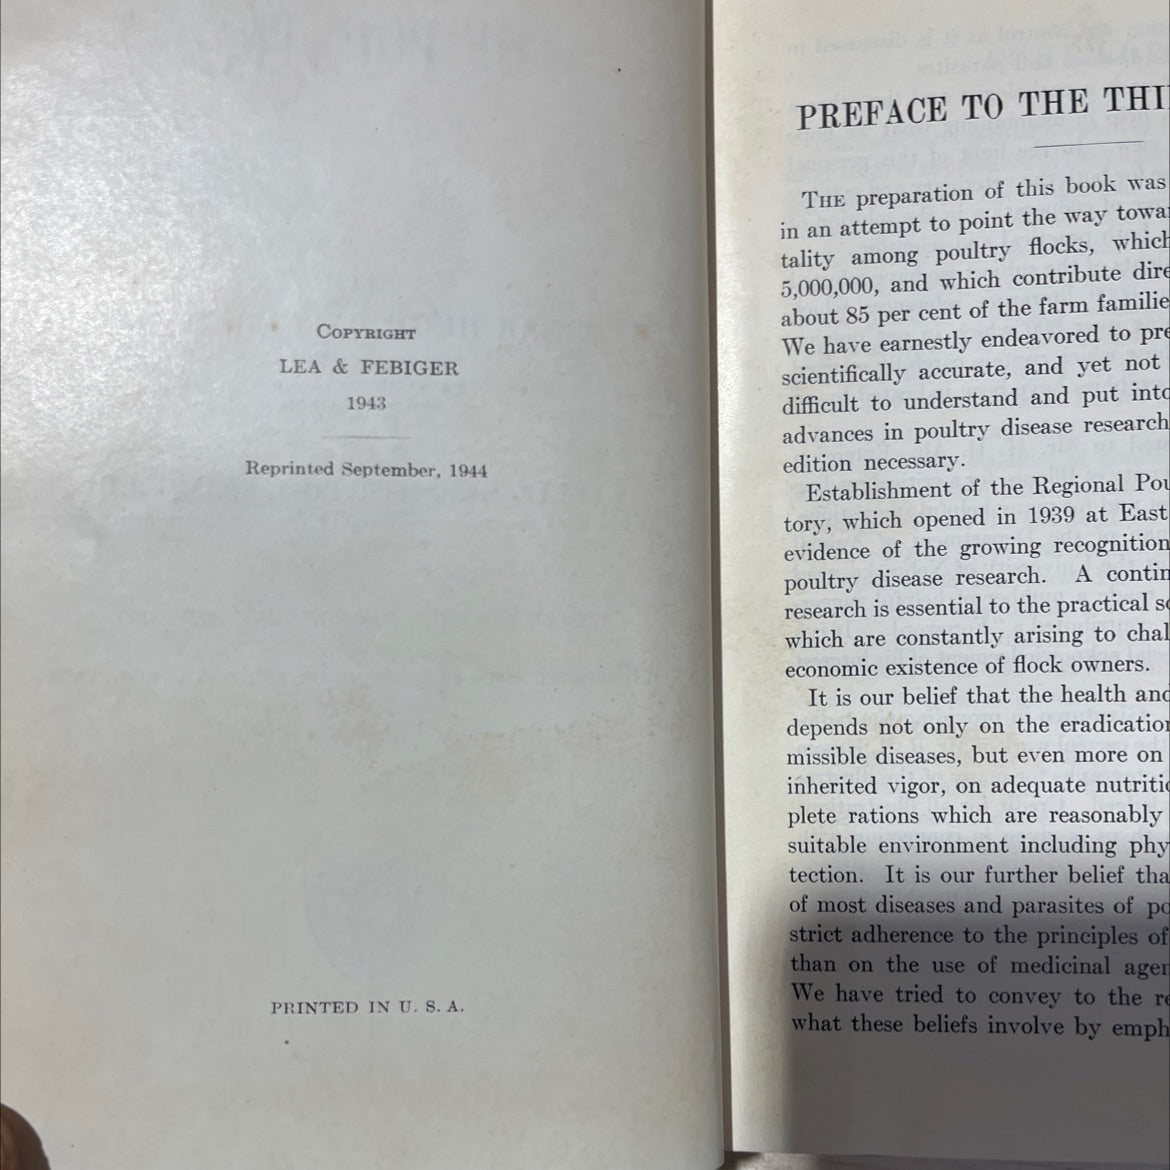 COPYRIGHT
LEA & FEBIGER
1943
Reprinted September, 1944
PRINTED IN U. S. A.
PREFACE TO THE THI
THE preparation of this book was
in an attempt to point the way towa
tality among poultry flocks, which
5,000,000, and which contribute dire
about 85 per cent of the farm familie
We have earnestly endeavored to pre
scientifically accurate, and yet not
difficult to understand and put into
advances in poultry disease research
edition necessary.
Establishment of the Regional Pou
tory, which opened in 1939 at East
evidence of the growing recognition
poultry disease research. A contin
research is essential to the practical so
which are constantly arising to chal
economic existence of flock owners.
It is our belief that the health and
depends not only on the eradication
missible diseases, but even more on
inherited vigor, on adequate nutritio
plete rations which are reasonably
suitable environment including phy
tection. It is our further belief tha
of most diseases and parasites of po
strict adherence to the principles of
than on the use of medicinal agen
We have tried to convey to the re
what these beliefs involve by emph